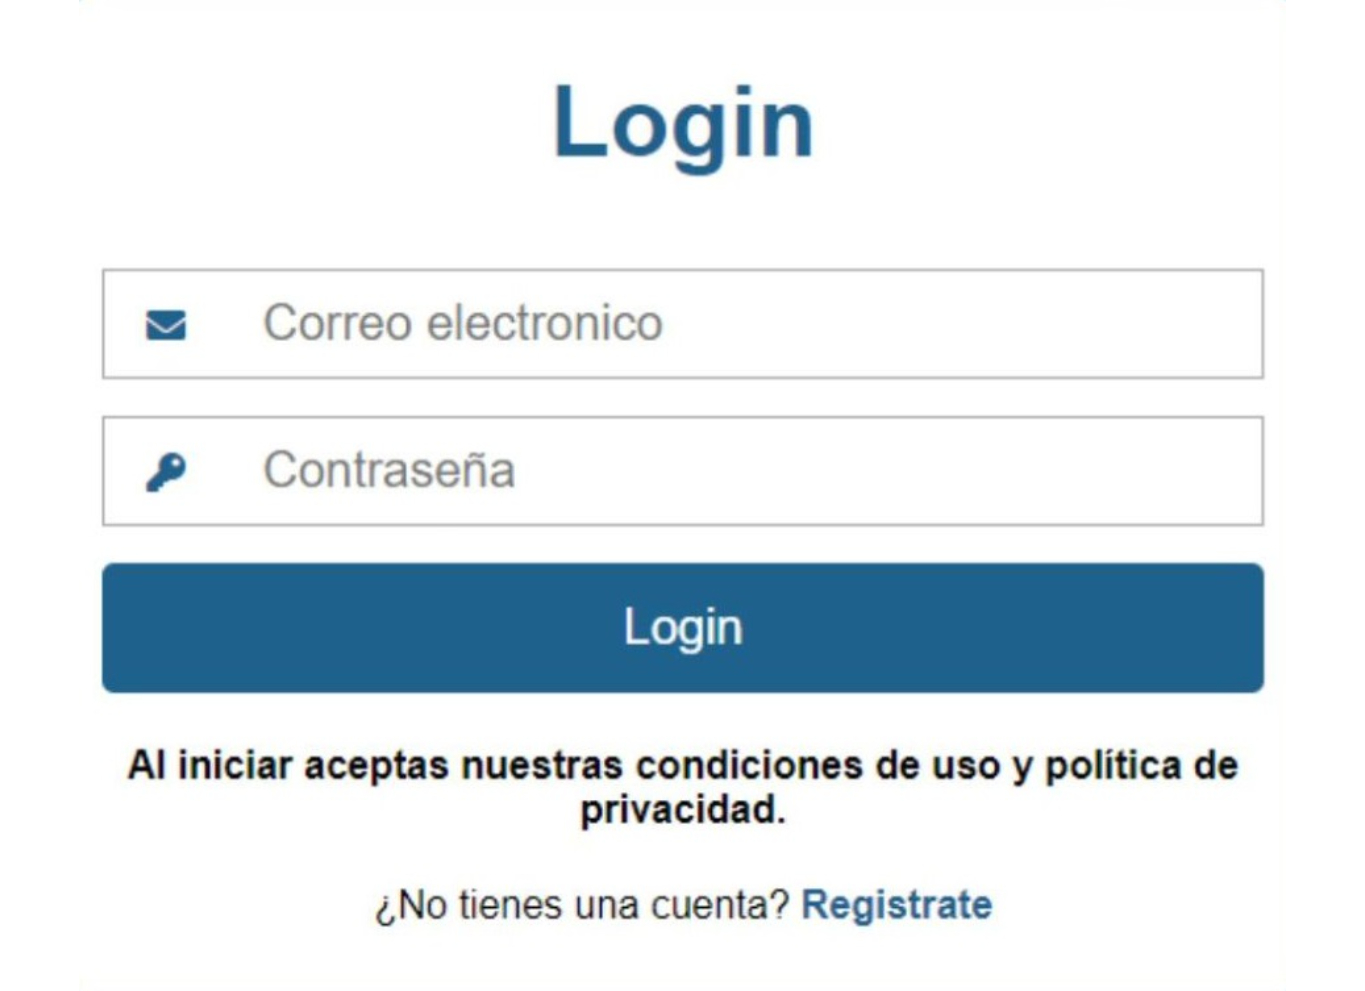 Login
Correo electronico
Contraseña
Login
Al iniciar aceptas nuestras condiciones de uso y política de
privacidad.
¿No tienes una cuenta? Registrate